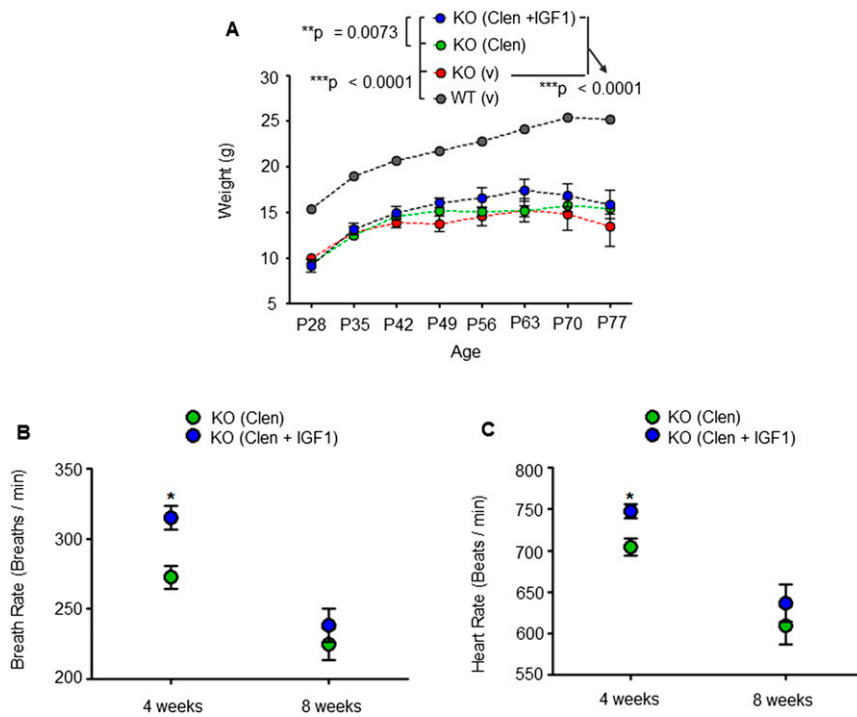 A
**p = 0.0073
KO (Clen +IGF1)
KO (Clen)
***p < 0.0001
KO (v)
WT (v)
***p < 0.0001
Weight (g)
30
25
20
15
10
5
P28 P35 P42 P49 P56 P63 P70 P77
Age
B
KO (Clen)
KO (Clen + IGF1)
Breath Rate (Breaths / min)
350
300
250
200
*
4 weeks 8 weeks
C
KO (Clen)
KO (Clen + IGF1)
Heart Rate (Beats / min)
800
750
700
650
600
550
*
4 weeks 8 weeks